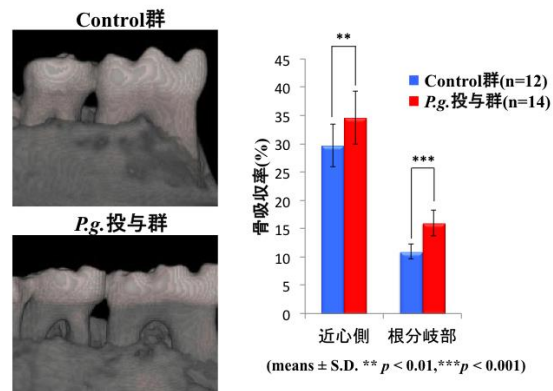 Control群
P.g.投与群
骨吸収率(%)
45
40
35
30
25
20
15
10
5
0
**
***
Control群(n=12)
P.g.投与群(n=14)
近心側
根分岐部
(means ± S.D. ** p < 0.01,***p < 0.001)